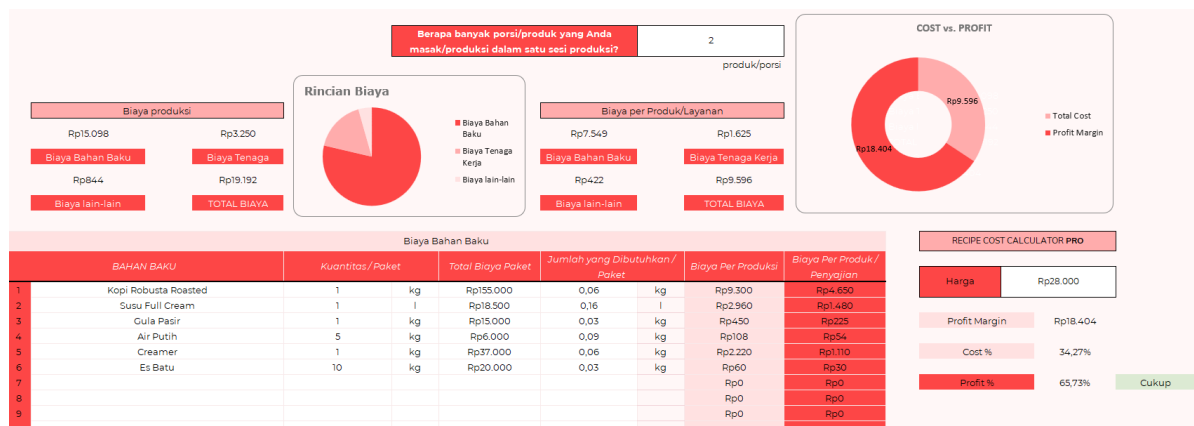 Berapa banyak porsi/produk yang Anda
masak/produksi dalam satu sesi produksi?
2
produk/porsi
COST vs. PROFIT
Rp9.596
Rp18.404
Total Cost
Profit Margin
Biaya produksi
Rp15.098 Rp3.250
Biaya Bahan Baku Biaya Tenaga
Rp844 Rp19.192
Biaya lain-lain TOTAL BIAYA
Rincian Biaya
Biaya Bahan
Baku
Biaya Tenaga
Kerja
Biaya lain-lain
Biaya per Produk/Layanan
Rp7.549 Rp1.625
Biaya Bahan Baku Biaya Tenaga Kerja
Rp422 Rp9.596
Biaya lain-lain TOTAL BIAYA
Biaya Bahan Baku
BAHAN BAKU Kuantitas / Paket Total Biaya Paket Jumlah yang Dibutuhkan / Paket Biaya Per Produksi Biaya Per Produk / Penyajian
1 Kopi Robusta Roasted 1 kg Rp155.000 0,06 kg Rp9.300 Rp4.650
2 Susu Full Cream 1 l Rp18.500 0,16 l Rp2.960 Rp1.480
3 Gula Pasir 1 kg Rp15.000 0,03 kg Rp450 Rp225
4 Air Putih 5 kg Rp6.000 0,09 kg Rp108 Rp54
5 Creamer 1 kg Rp37.000 0,06 kg Rp2.220 Rp1.110
6 Es Batu 10 kg Rp20.000 0,03 kg Rp60 Rp30
7 Rp0 Rp0
8 Rp0 Rp0
9 Rp0 Rp0
RECIPE COST CALCULATOR PRO
Harga Rp28.000
Profit Margin Rp18.404
Cost % 34,27%
Profit % 65,73% Cukup